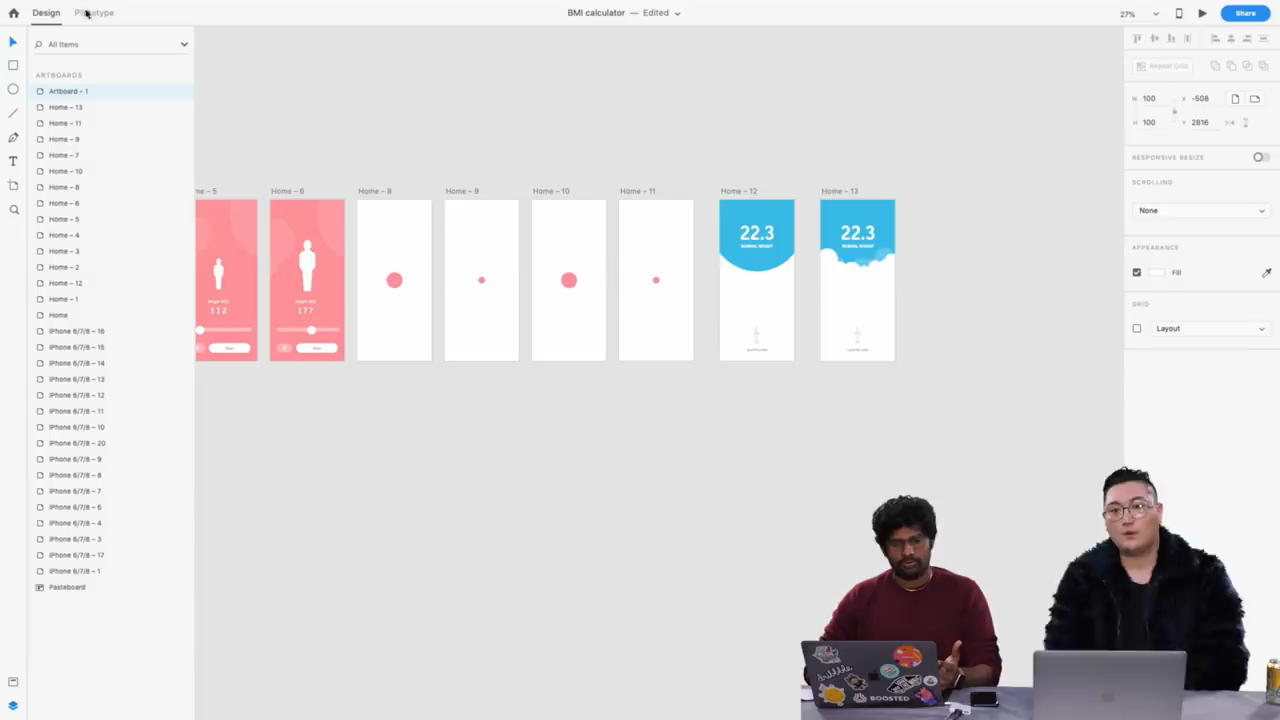 Design
BMI calculator — Edited
27%
Share
All Items
ARTBOARDS
Artboard – 1
Home – 13
Home – 11
Home – 9
Home – 7
Home – 10
Home – 8
Home – 6
Home – 5
Home – 4
Home – 3
Home – 2
Home – 12
Home – 1
Home
iPhone 6/7/8 – 16
iPhone 6/7/8 – 15
iPhone 6/7/8 – 14
iPhone 6/7/8 – 13
iPhone 6/7/8 – 12
iPhone 6/7/8 – 11
iPhone 6/7/8 – 10
iPhone 6/7/8 – 20
iPhone 6/7/8 – 9
iPhone 6/7/8 – 8
iPhone 6/7/8 – 7
iPhone 6/7/8 – 6
iPhone 6/7/8 – 4
iPhone 6/7/8 – 3
iPhone 6/7/8 – 17
iPhone 6/7/8 – 1
Pasteboard
me – 5
Home – 6
Home – 8
Home – 9
Home – 10
Home – 11
Home – 12
Home – 13
112
177
22.3
NORMAL WEIGHT
22.3
NORMAL WEIGHT
Repeat Grid
100
X -508
H 100
Y 2816
RESPONSIVE RESIZE
SCROLLING
None
APPEARANCE
Fill
GRID
Layout
BOOSTED